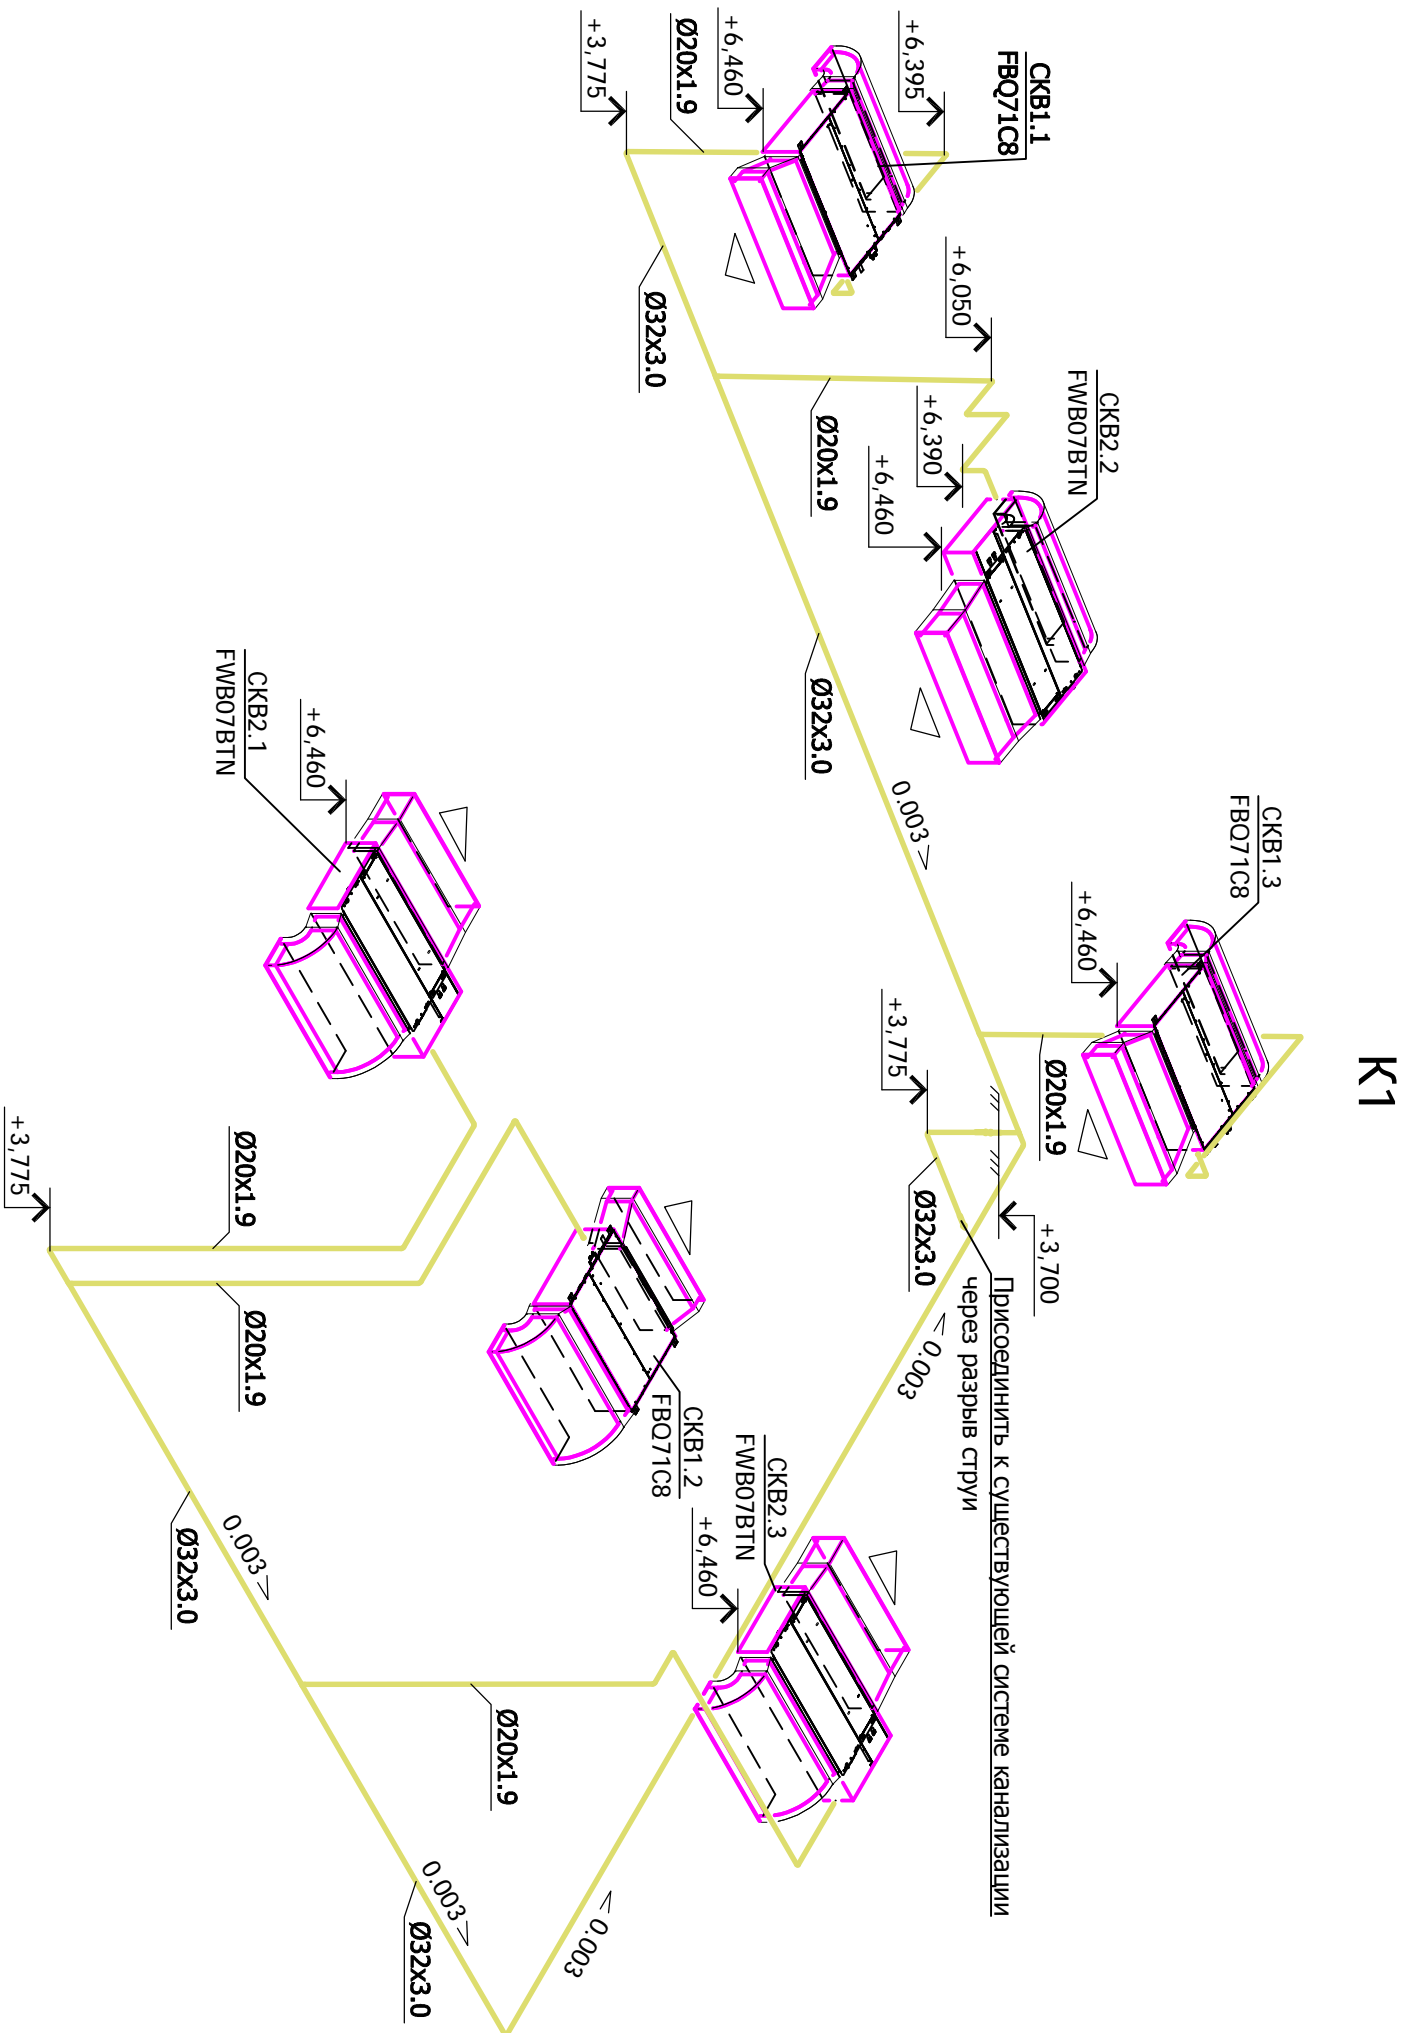 К1
СКВ1.1
FBQ71C8
+6,395
+6,460
Ø20x1.9
+3,775
Ø32x3.0
+6,050
СКВ2.2
FWB07BTN
+6,390
+6,460
Ø20x1.9
Ø32x3.0
0.003
СКВ1.3
FBQ71C8
+6,460
Ø20x1.9
+3,775
Ø32x3.0
+3,700
Присоединить к существующей системе канализации
через разрыв струи
0.003
СКВ2.1
FWB07BTN
+6,460
Ø20x1.9
+3,775
Ø20x1.9
СКВ1.2
FBQ71C8
СКВ2.3
FWB07BTN
+6,460
0.003
Ø32x3.0
Ø20x1.9
0.003
Ø32x3.0
0.003